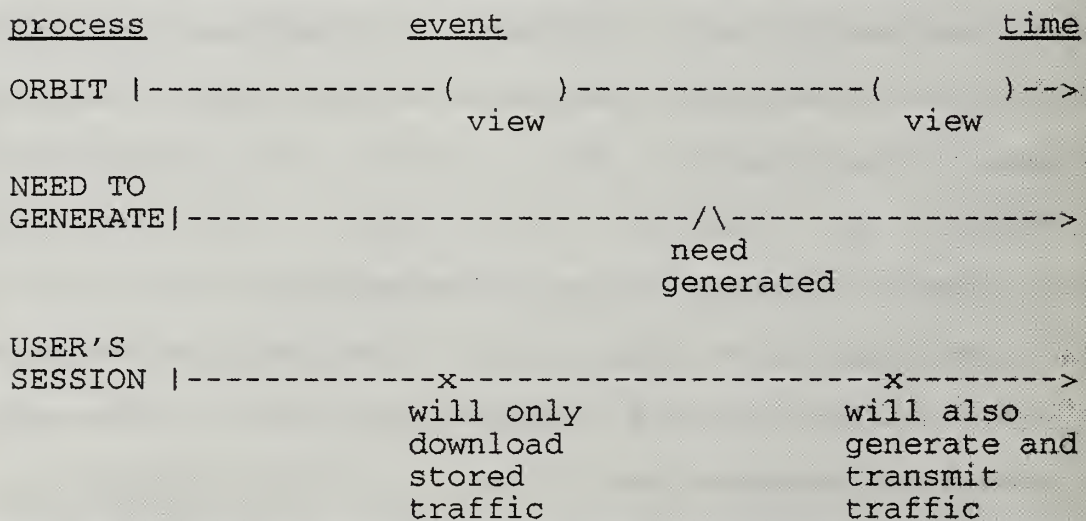 process event time
ORBIT |---------------( )---------------( )-->
view view
NEED TO
GENERATE|--------------------------/\------------------>
need
generated
USER'S
SESSION |-------------x-----------------------x--------->
will only will also
download generate and
stored transmit
traffic traffic